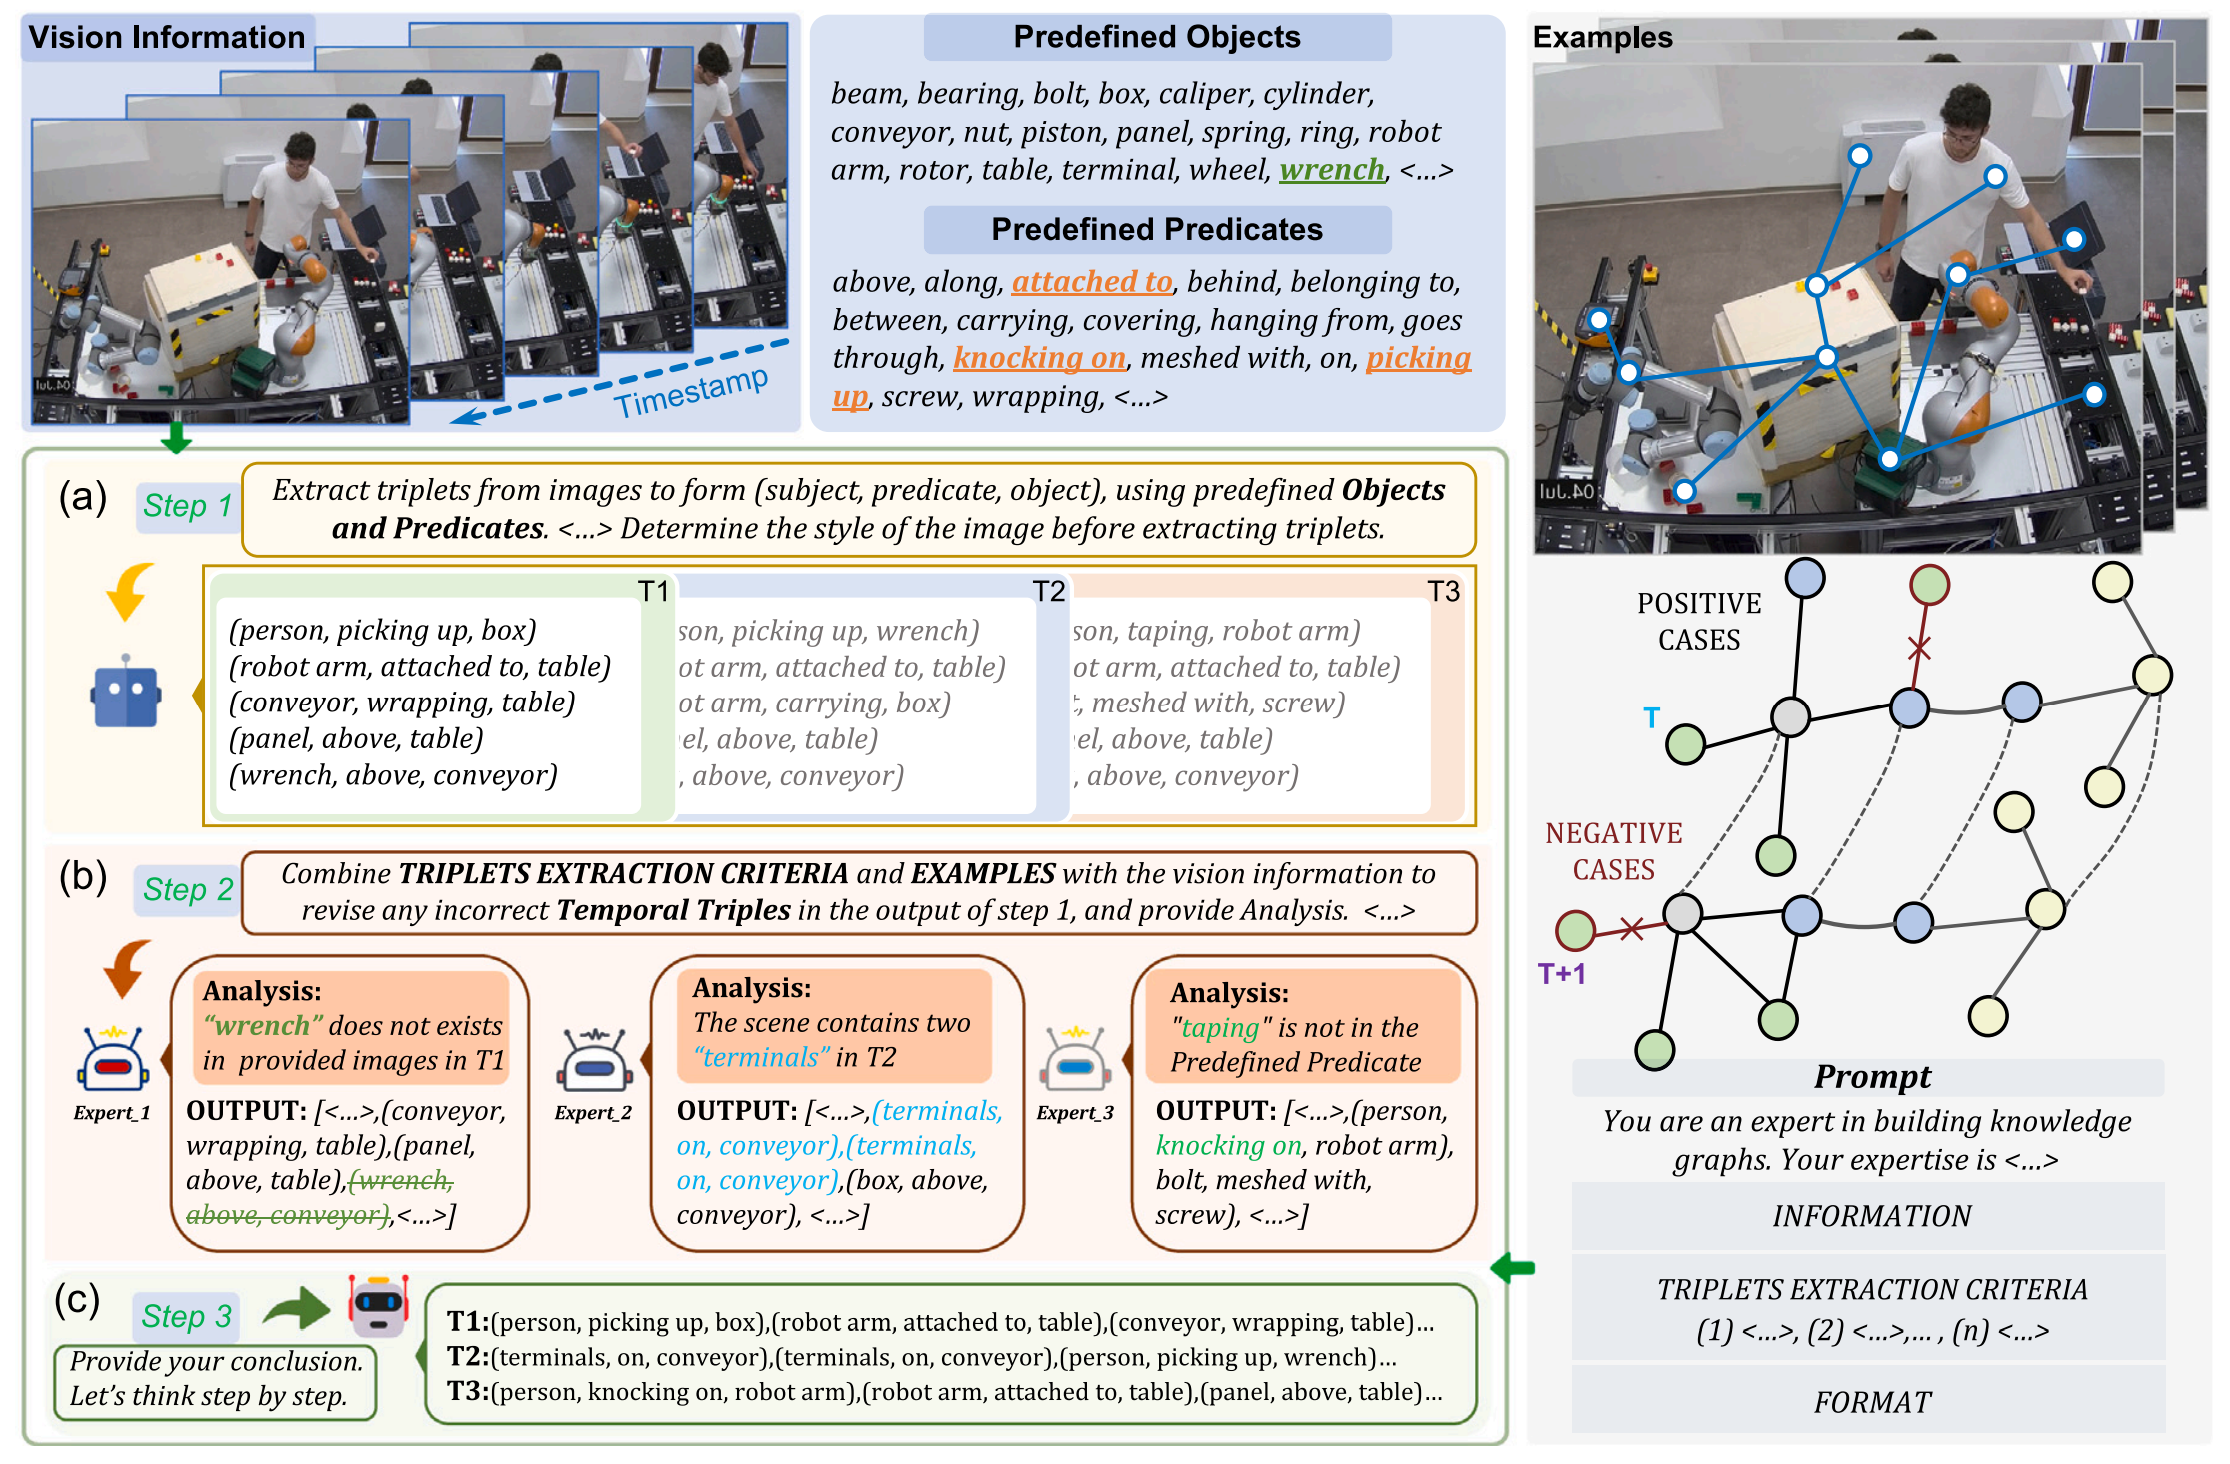 Vision Information
Timestamp
04.Jul
Predefined Objects
beam, bearing, bolt, box, caliper, cylinder,
conveyor, nut, piston, panel, spring, ring, robot
arm, rotor, table, terminal, wheel, wrench, <...>
Predefined Predicates
above, along, attached to, behind, belonging to,
between, carrying, covering, hanging from, goes
through, knocking on, meshed with, on, picking
up, screw, wrapping, <...>
(a)
Step 1
Extract triplets from images to form (subject, predicate, object), using predefined Objects
and Predicates. <...> Determine the style of the image before extracting triplets.
T1
(person, picking up, box)
(robot arm, attached to, table)
(conveyor, wrapping, table)
(panel, above, table)
(wrench, above, conveyor)
T2
son, picking up, wrench)
ot arm, attached to, table)
ot arm, carrying, box)
el, above, table)
, above, conveyor)
T3
son, taping, robot arm)
ot arm, attached to, table)
t, meshed with, screw)
el, above, table)
, above, conveyor)
(b)
Step 2
Combine TRIPLETS EXTRACTION CRITERIA and EXAMPLES with the vision information to
revise any incorrect Temporal Triples in the output of step 1, and provide Analysis. <...>
Expert_1
Analysis:
“wrench” does not exists
in provided images in T1
OUTPUT: [<...>,(conveyor,
wrapping, table),(panel,
above, table),(wrench,
above, conveyor),<...>]
Expert_2
Analysis:
The scene contains two
“terminals” in T2
OUTPUT: [<...>,(terminals,
on, conveyor),(terminals,
on, conveyor),(box, above,
conveyor), <...>]
Expert_3
Analysis:
"taping" is not in the
Predefined Predicate
OUTPUT: [<...>,(person,
knocking on, robot arm),
bolt, meshed with,
screw), <...>]
(c)
Step 3
Provide your conclusion.
Let’s think step by step.
T1:(person, picking up, box),(robot arm, attached to, table),(conveyor, wrapping, table)...
T2:(terminals, on, conveyor),(terminals, on, conveyor),(person, picking up, wrench)...
T3:(person, knocking on, robot arm),(robot arm, attached to, table),(panel, above, table)...
Examples
04.Jul
POSITIVE
CASES
T
NEGATIVE
CASES
T+1
Prompt
You are an expert in building knowledge
graphs. Your expertise is <...>
INFORMATION
TRIPLETS EXTRACTION CRITERIA
(1) <...>, (2) <...>,... , (n) <...>
FORMAT